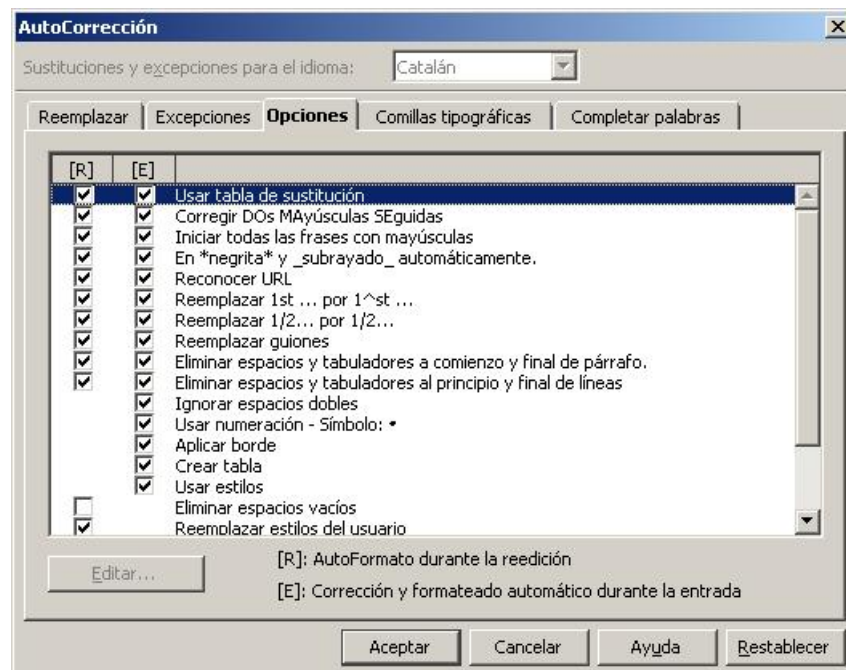 AutoCorrección
Sustituciones y excepciones para el idioma: Catalán
Reemplazar Excepciones Opciones Comillas tipográficas Completar palabras
[R] [E]
Usar tabla de sustitución
Corregir DOs MAyúsculas SEguidas
Iniciar todas las frases con mayúsculas
En *negrita* y _subrayado_ automáticamente.
Reconocer URL
Reemplazar 1st ... por 1^st ...
Reemplazar 1/2... por 1/2...
Reemplazar guiones
Eliminar espacios y tabuladores a comienzo y final de párrafo.
Eliminar espacios y tabuladores al principio y final de líneas
Ignorar espacios dobles
Usar numeración - Símbolo: •
Aplicar borde
Crear tabla
Usar estilos
Eliminar espacios vacíos
Reemplazar estilos del usuario
Editar...
[R]: AutoFormato durante la reedición
[E]: Corrección y formateado automático durante la entrada
Aceptar Cancelar Ayuda Restablecer